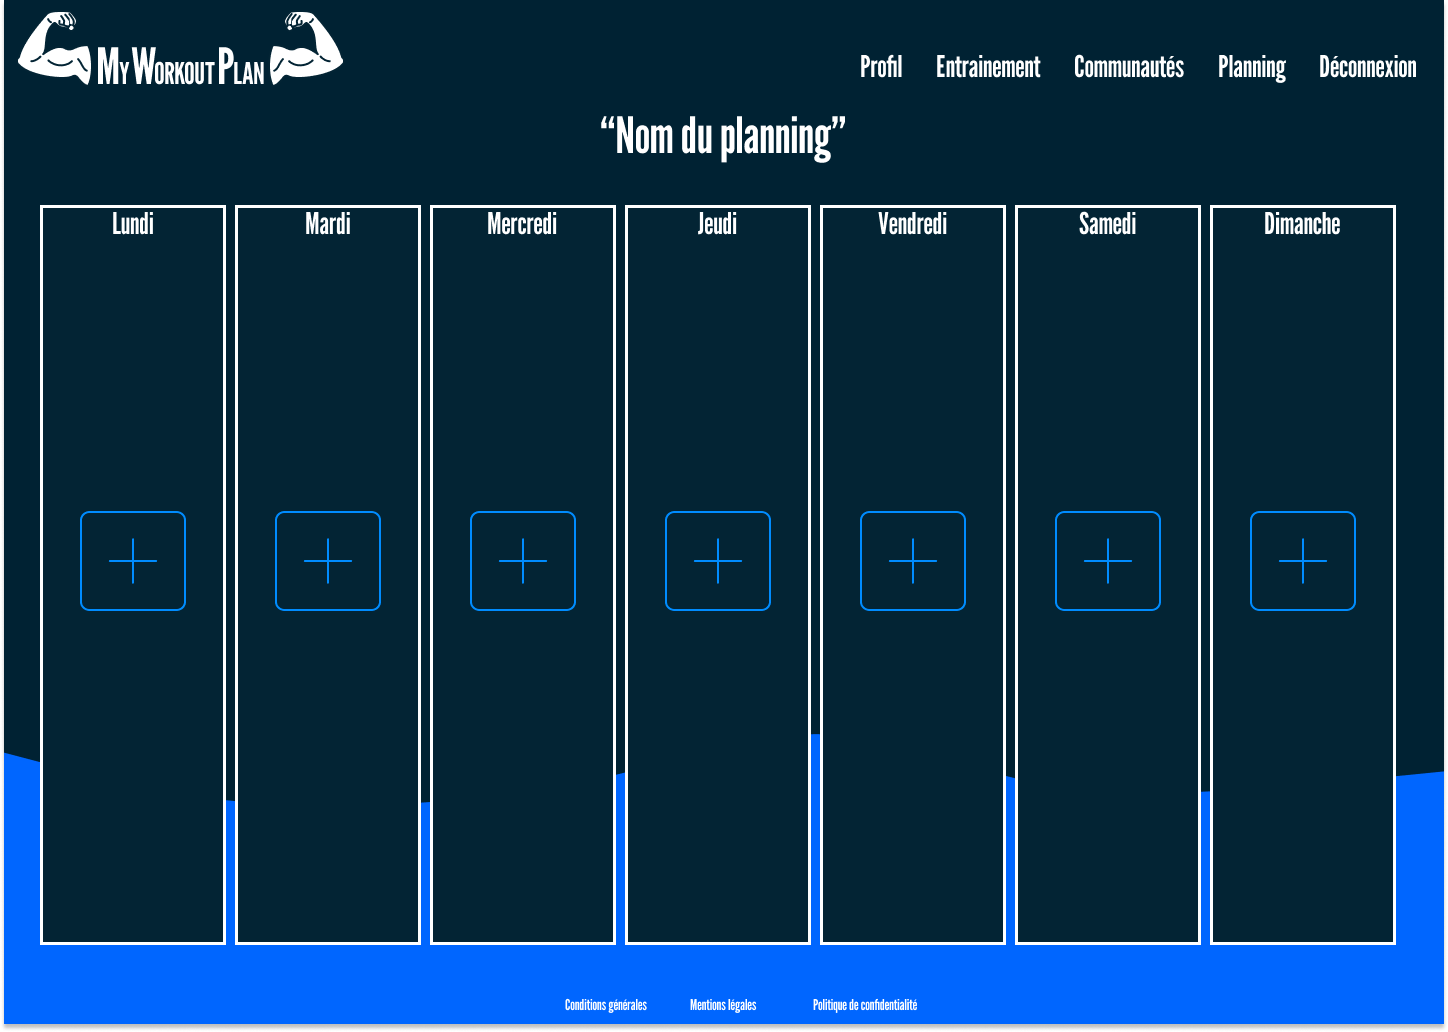 My Workout Plan
Profil Entrainement Communautés Planning Déconnexion
“Nom du planning”
Lundi Mardi Mercredi Jeudi Vendredi Samedi Dimanche
Conditions générales Mentions légales Politique de confidentialité